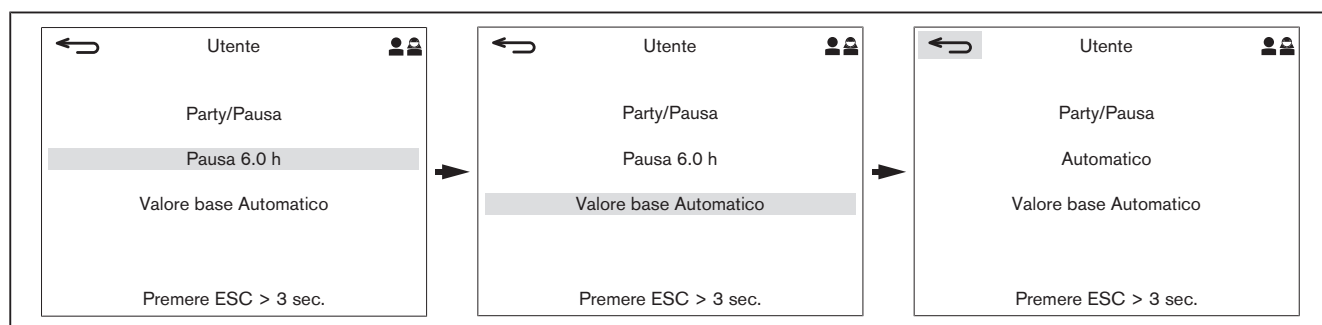 Utente
Party/Pausa
Pausa 6.0 h
Valore base Automatico
Premere ESC > 3 sec.
Utente
Party/Pausa
Pausa 6.0 h
Valore base Automatico
Premere ESC > 3 sec.
Utente
Party/Pausa
Automatico
Valore base Automatico
Premere ESC > 3 sec.